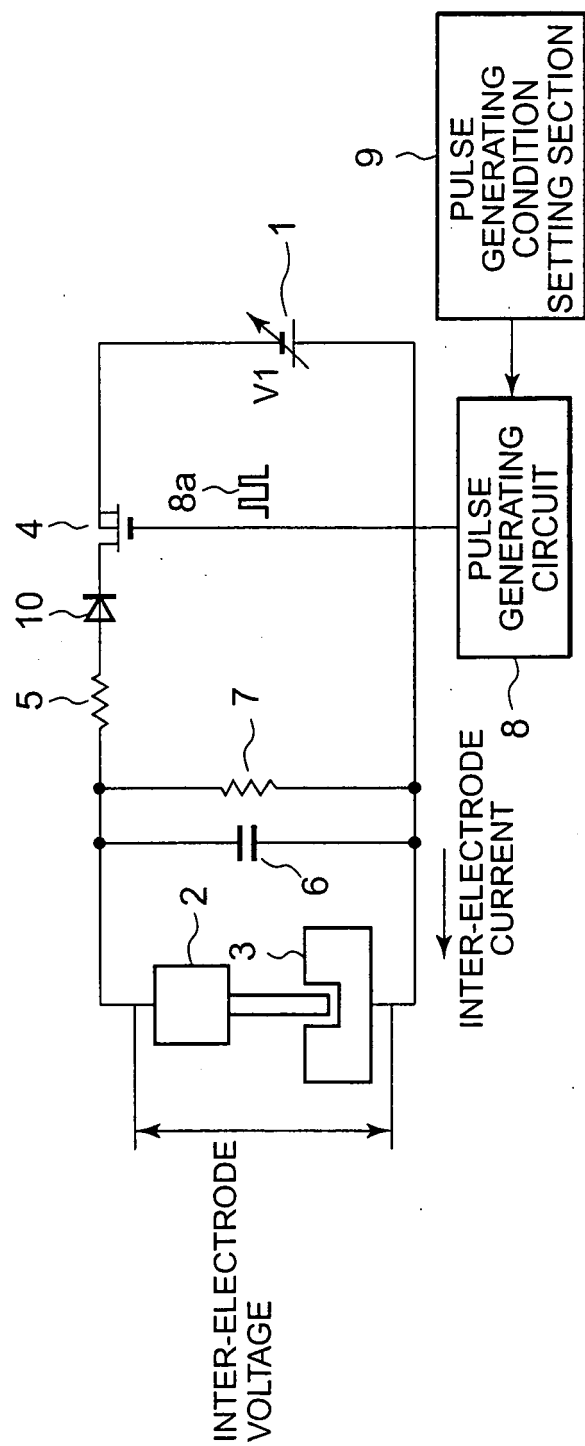 INTER-ELECTRODE
VOLTAGE
2
3
6
7
5
10
4
8a
V1
1
INTER-ELECTRODE
CURRENT
8
PULSE
GENERATING
CIRCUIT
9
PULSE
GENERATING
CONDITION
SETTING SECTION